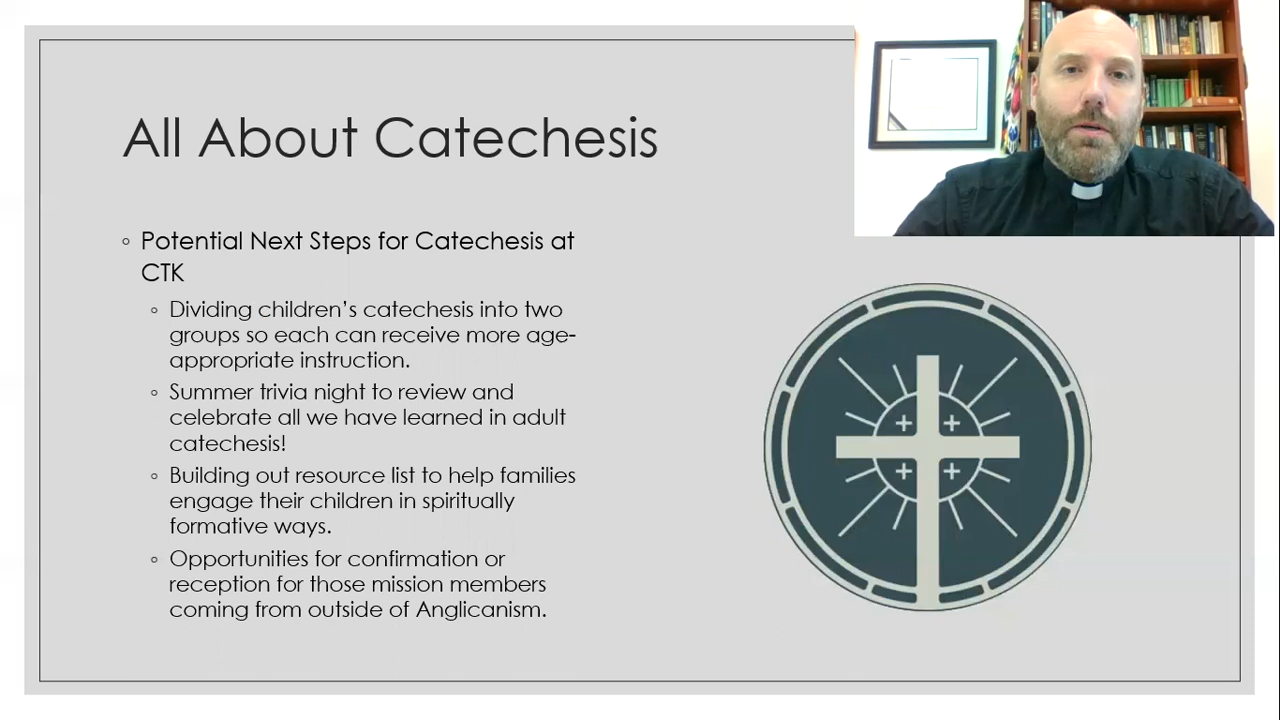 All About Catechesis
◦ Potential Next Steps for Catechesis at
CTK
◦ Dividing children’s catechesis into two
groups so each can receive more age-
appropriate instruction.
◦ Summer trivia night to review and
celebrate all we have learned in adult
catechesis!
◦ Building out resource list to help families
engage their children in spiritually
formative ways.
◦ Opportunities for confirmation or
reception for those mission members
coming from outside of Anglicanism.